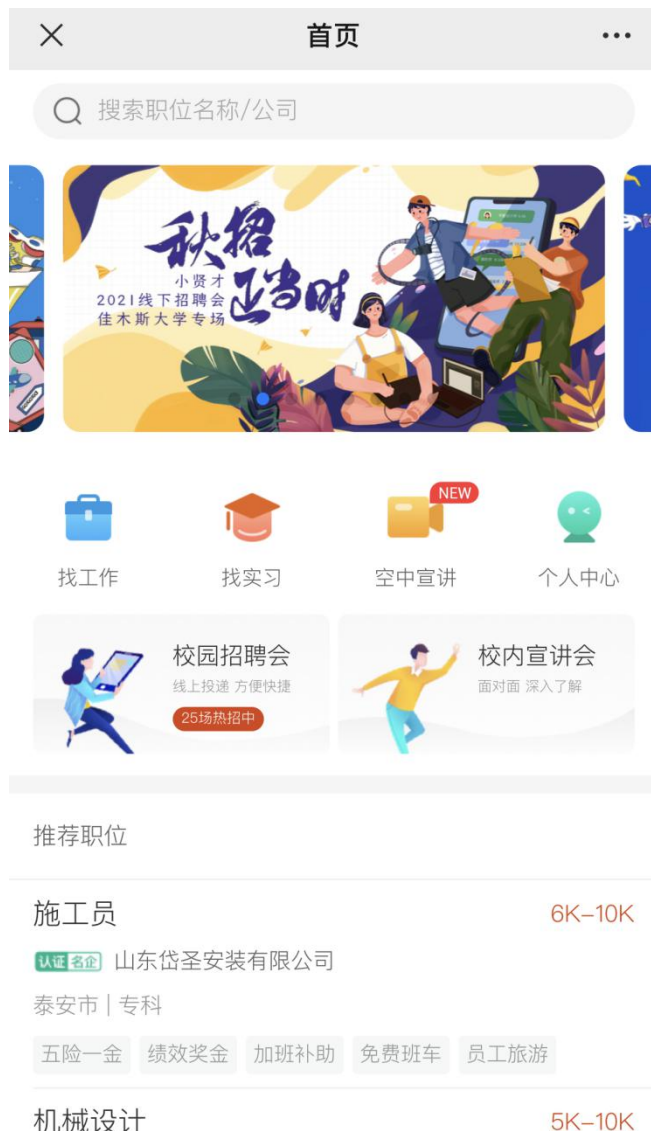 首页
搜索职位名称/公司
秋招
正当时
小贤才
2021线下招聘会
佳木斯大学专场
NEW
找工作
找实习
空中宣讲
个人中心
校园招聘会
线上投递 方便快捷
25场热招中
校内宣讲会
面对面 深入了解
推荐职位
施工员
6K-10K
认证名企 山东岱圣安装有限公司
泰安市 | 专科
五险一金 绩效奖金 加班补助 免费班车 员工旅游
机械设计
5K-10K